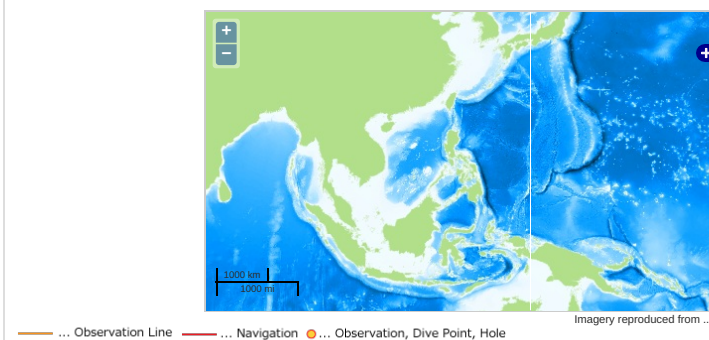 +
−
+
1000 km
1000 mi
Imagery reproduced from ..
... Observation Line ... Navigation ... Observation, Dive Point, Hole